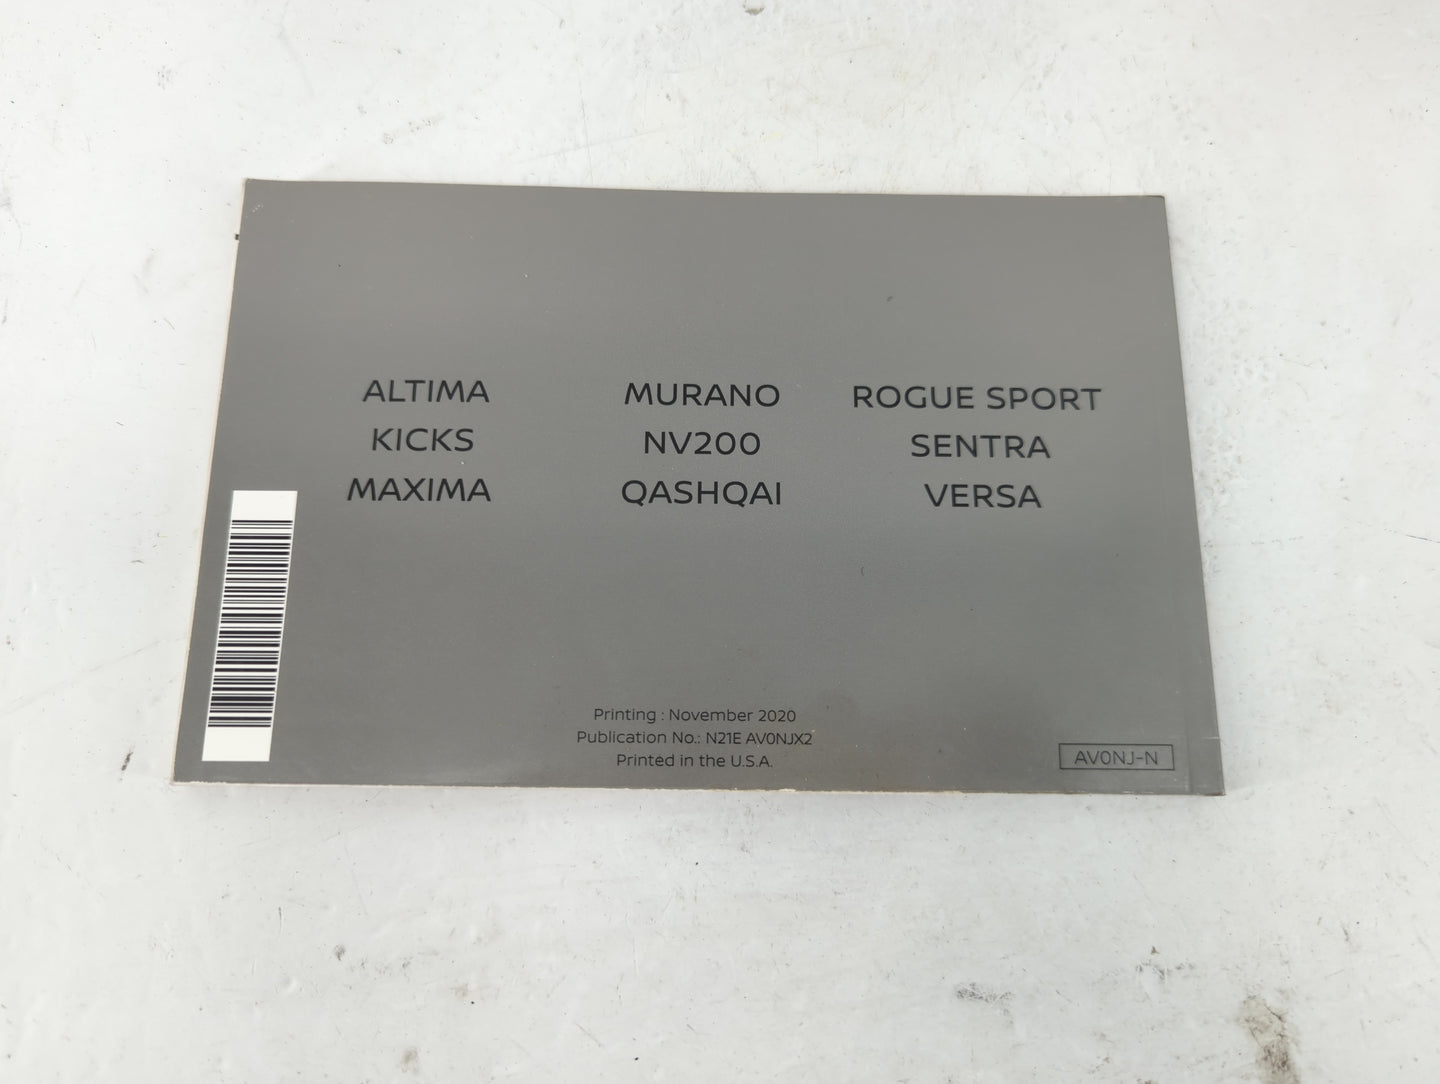 ALTIMA
KICKS
MAXIMA
MURANO
NV200
QASHQAI
ROGUE SPORT
SENTRA
VERSA
Printing : November 2020
Publication No.: N21E AV0NJX2
Printed in the U.S.A.
AV0NJ-N